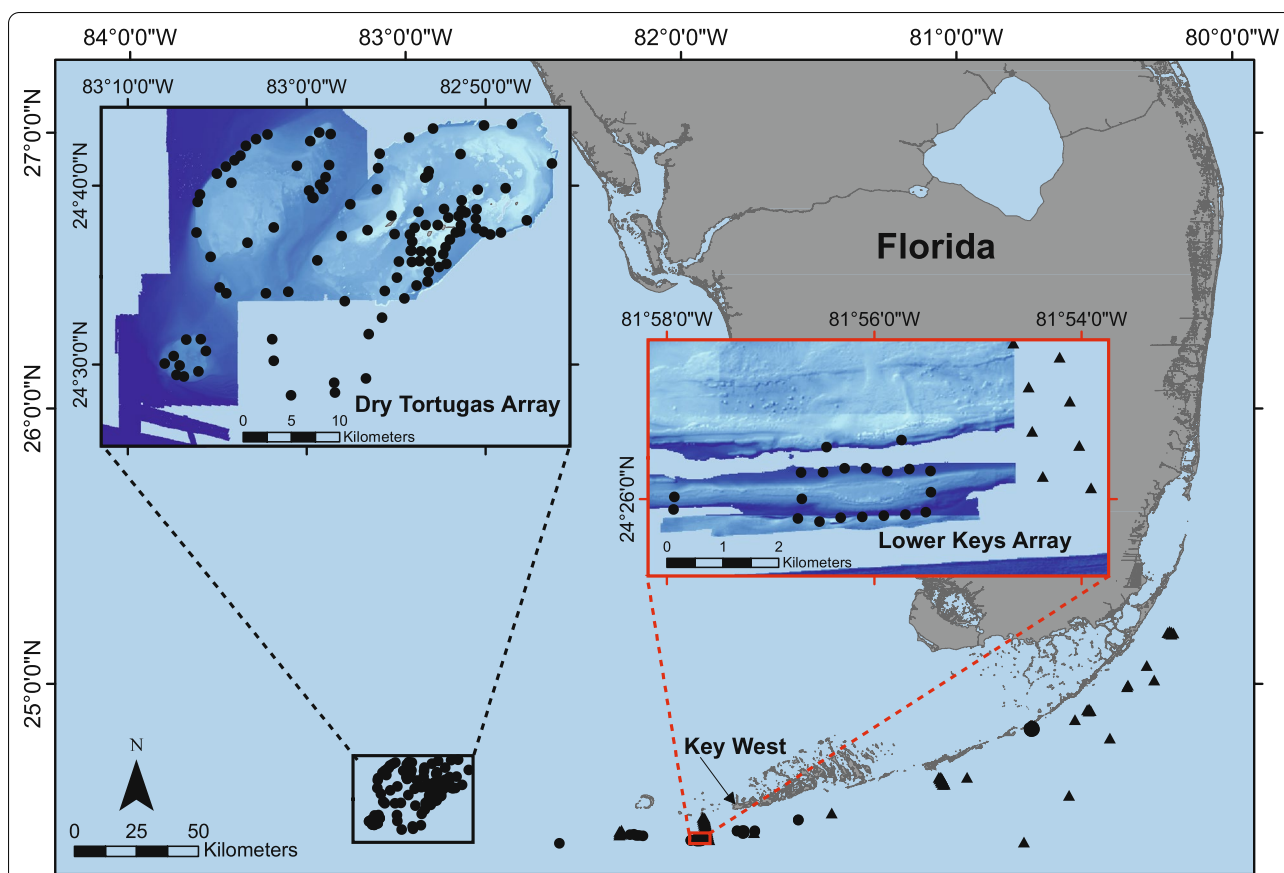 84°0'0"W 83°0'0"W 82°0'0"W 81°0'0"W 80°0'0"W
83°10'0"W 83°0'0"W 82°50'0"W
27°0'0"N
24°40'0"N
Florida
81°58'0"W 81°56'0"W 81°54'0"W
24°30'0"N
Dry Tortugas Array
0 5 10
Kilometers
26°0'0"N
24°26'0"N
Lower Keys Array
0 1 2
Kilometers
25°0'0"N
Key West
N
0 25 50
Kilometers